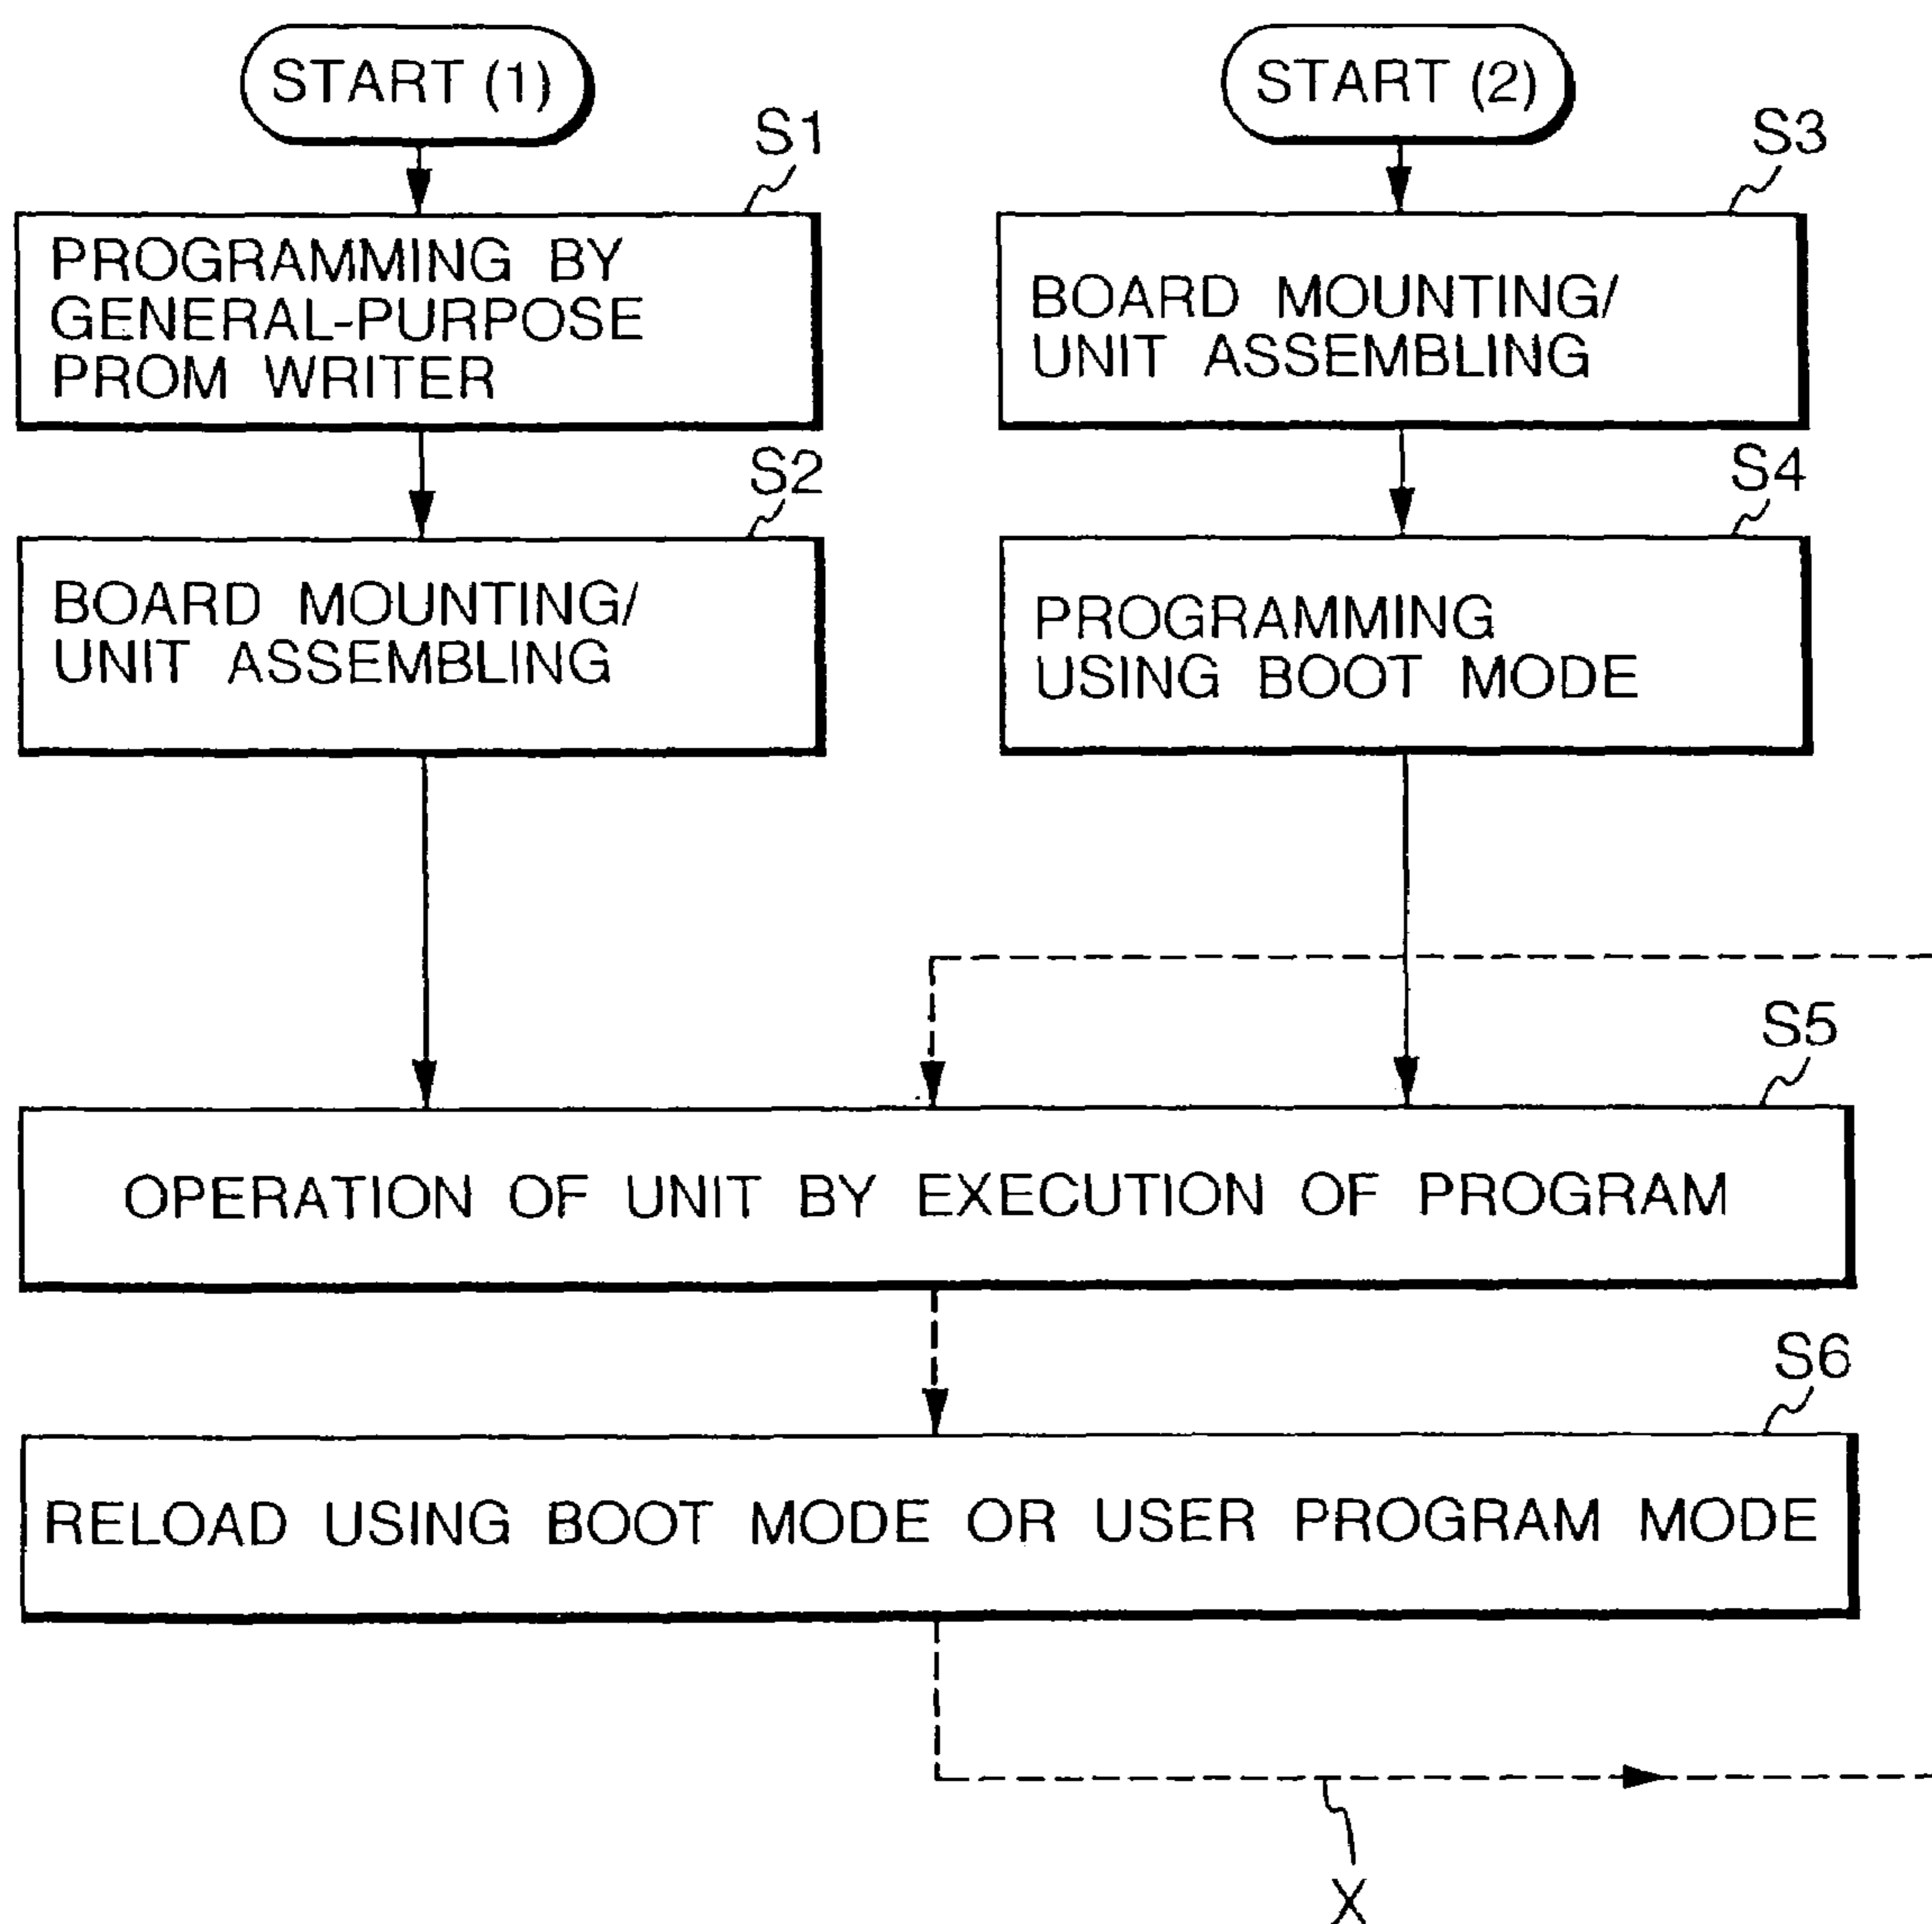 START (1)
S1
PROGRAMMING BY
GENERAL-PURPOSE
PROM WRITER
S2
BOARD MOUNTING/
UNIT ASSEMBLING
START (2)
S3
BOARD MOUNTING/
UNIT ASSEMBLING
S4
PROGRAMMING
USING BOOT MODE
S5
OPERATION OF UNIT BY EXECUTION OF PROGRAM
S6
RELOAD USING BOOT MODE OR USER PROGRAM MODE
X